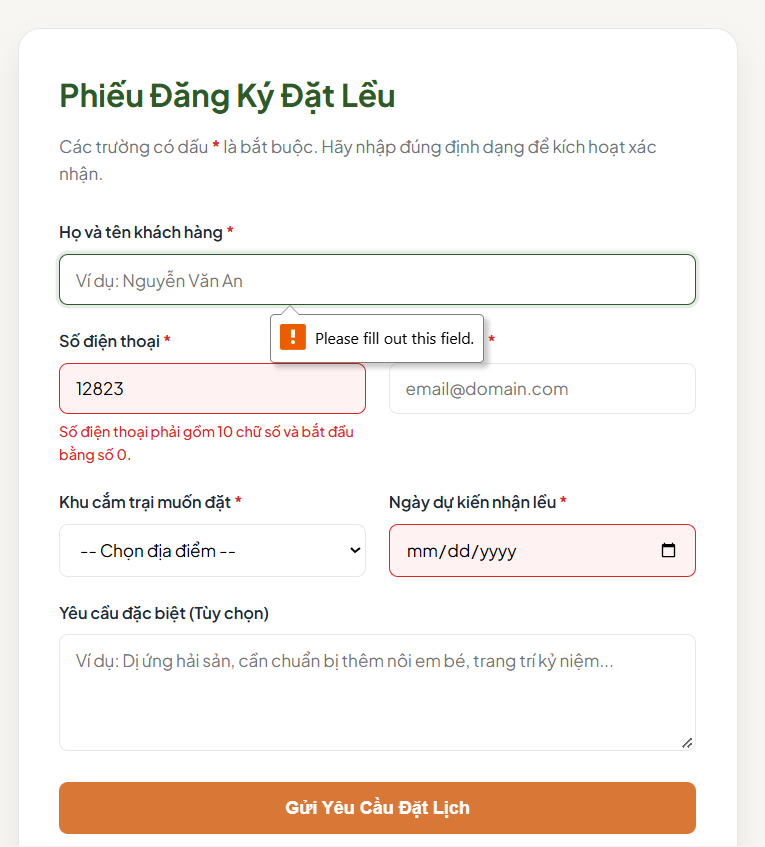 Phiếu Đăng Ký Đặt Lều
Các trường có dấu * là bắt buộc. Hãy nhập đúng định dạng để kích hoạt xác
nhận.
Họ và tên khách hàng *
Ví dụ: Nguyễn Văn An
Please fill out this field.
Số điện thoại *
*
12823
email@domain.com
Số điện thoại phải gồm 10 chữ số và bắt đầu
bằng số 0.
Khu cắm trại muốn đặt *
Ngày dự kiến nhận lều *
-- Chọn địa điểm --
mm/dd/yyyy
Yêu cầu đặc biệt (Tùy chọn)
Ví dụ: Dị ứng hải sản, cần chuẩn bị thêm nôi em bé, trang trí kỷ niệm...
Gửi Yêu Cầu Đặt Lịch